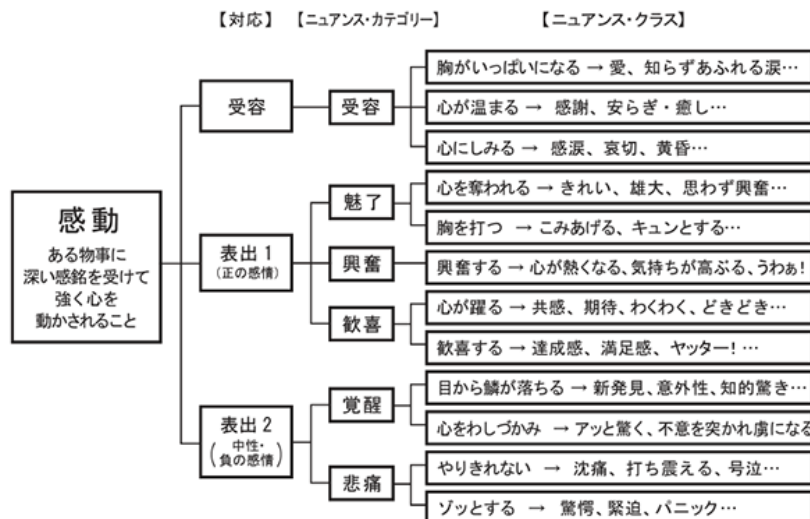 【対応】 【ニュアンス・カテゴリー】 【ニュアンス・クラス】
感動
ある物事に
深い感銘を受けて
強く心を
動かされること
受容
受容
胸がいっぱいになる → 愛、知らずあふれる涙…
心が温まる → 感謝、安らぎ・癒し…
心にしみる → 感涙、哀切、黄昏…
表出1
(正の感情)
魅了
心を奪われる → きれい、雄大、思わず興奮…
胸を打つ → こみあげる、キュンとする…
興奮
興奮する → 心が熱くなる、気持ちが高ぶる、うわぁ!
歓喜
心が躍る → 共感、期待、わくわく、どきどき…
歓喜する → 達成感、満足感、ヤッター! …
表出2
(中性・
負の感情)
覚醒
目から鱗が落ちる → 新発見、意外性、知的驚き…
心をわしづかみ → アッと驚く、不意を突かれ虜になる
悲痛
やりきれない → 沈痛、打ち震える、号泣…
ゾッとする → 驚愕、緊迫、パニック…